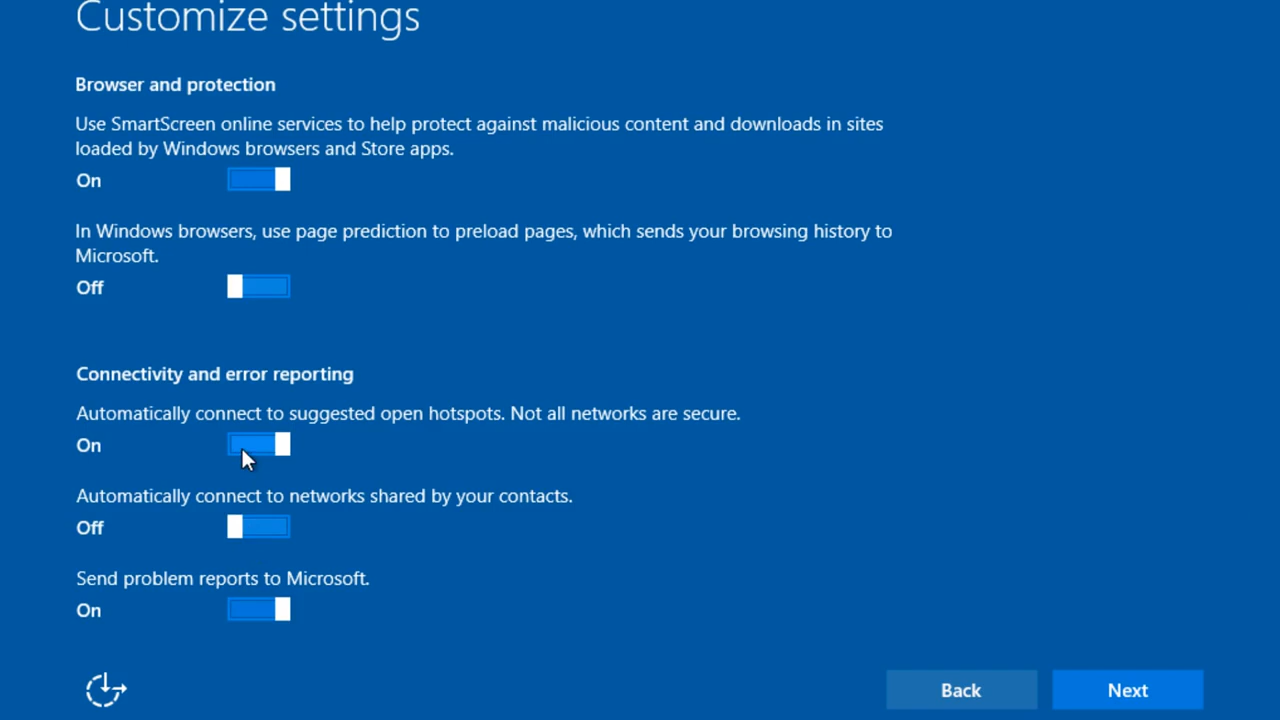 Customize settings
Browser and protection
Use SmartScreen online services to help protect against malicious content and downloads in sites
loaded by Windows browsers and Store apps.
On
In Windows browsers, use page prediction to preload pages, which sends your browsing history to
Microsoft.
Off
Connectivity and error reporting
Automatically connect to suggested open hotspots. Not all networks are secure.
On
Automatically connect to networks shared by your contacts.
Off
Send problem reports to Microsoft.
On
Back
Next